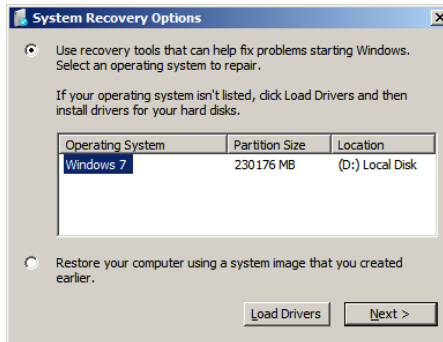 System Recovery Options
Use recovery tools that can help fix problems starting Windows.
Select an operating system to repair.
If your operating system isn't listed, click Load Drivers and then
install drivers for your hard disks.
Operating System Partition Size Location
Windows 7 230176 MB (D:) Local Disk
Restore your computer using a system image that you created
earlier.
Load Drivers Next >